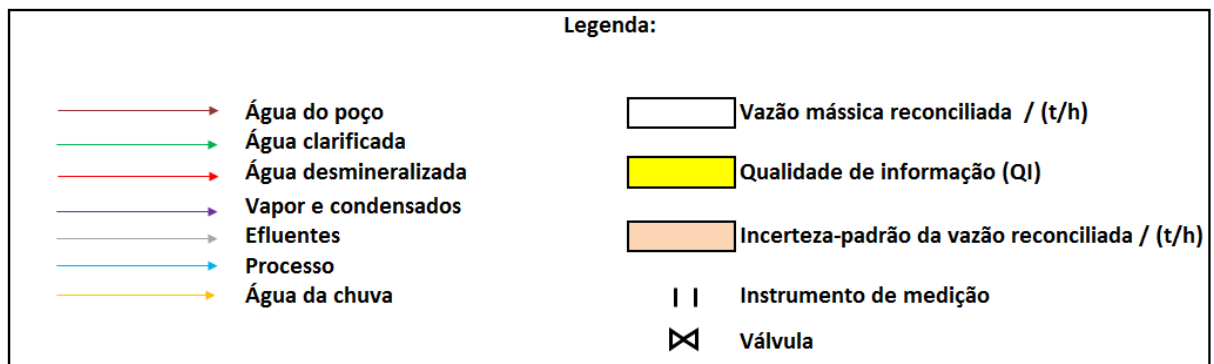 Legenda:
Água do poço
Água clarificada
Água desmineralizada
Vapor e condensados
Efluentes
Processo
Água da chuva
Vazão mássica reconciliada / (t/h)
Qualidade de informação (QI)
Incerteza-padrão da vazão reconciliada / (t/h)
Instrumento de medição
Válvula